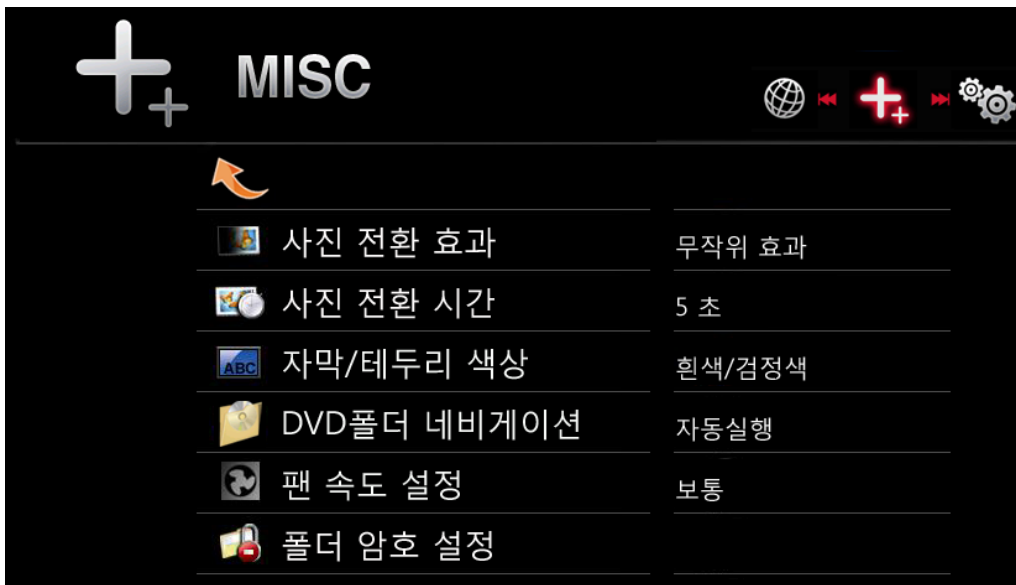 MISC
사진 전환 효과 무작위 효과
사진 전환 시간 5 초
ABC 자막/테두리 색상 흰색/검정색
DVD폴더 네비게이션 자동실행
팬 속도 설정 보통
폴더 암호 설정